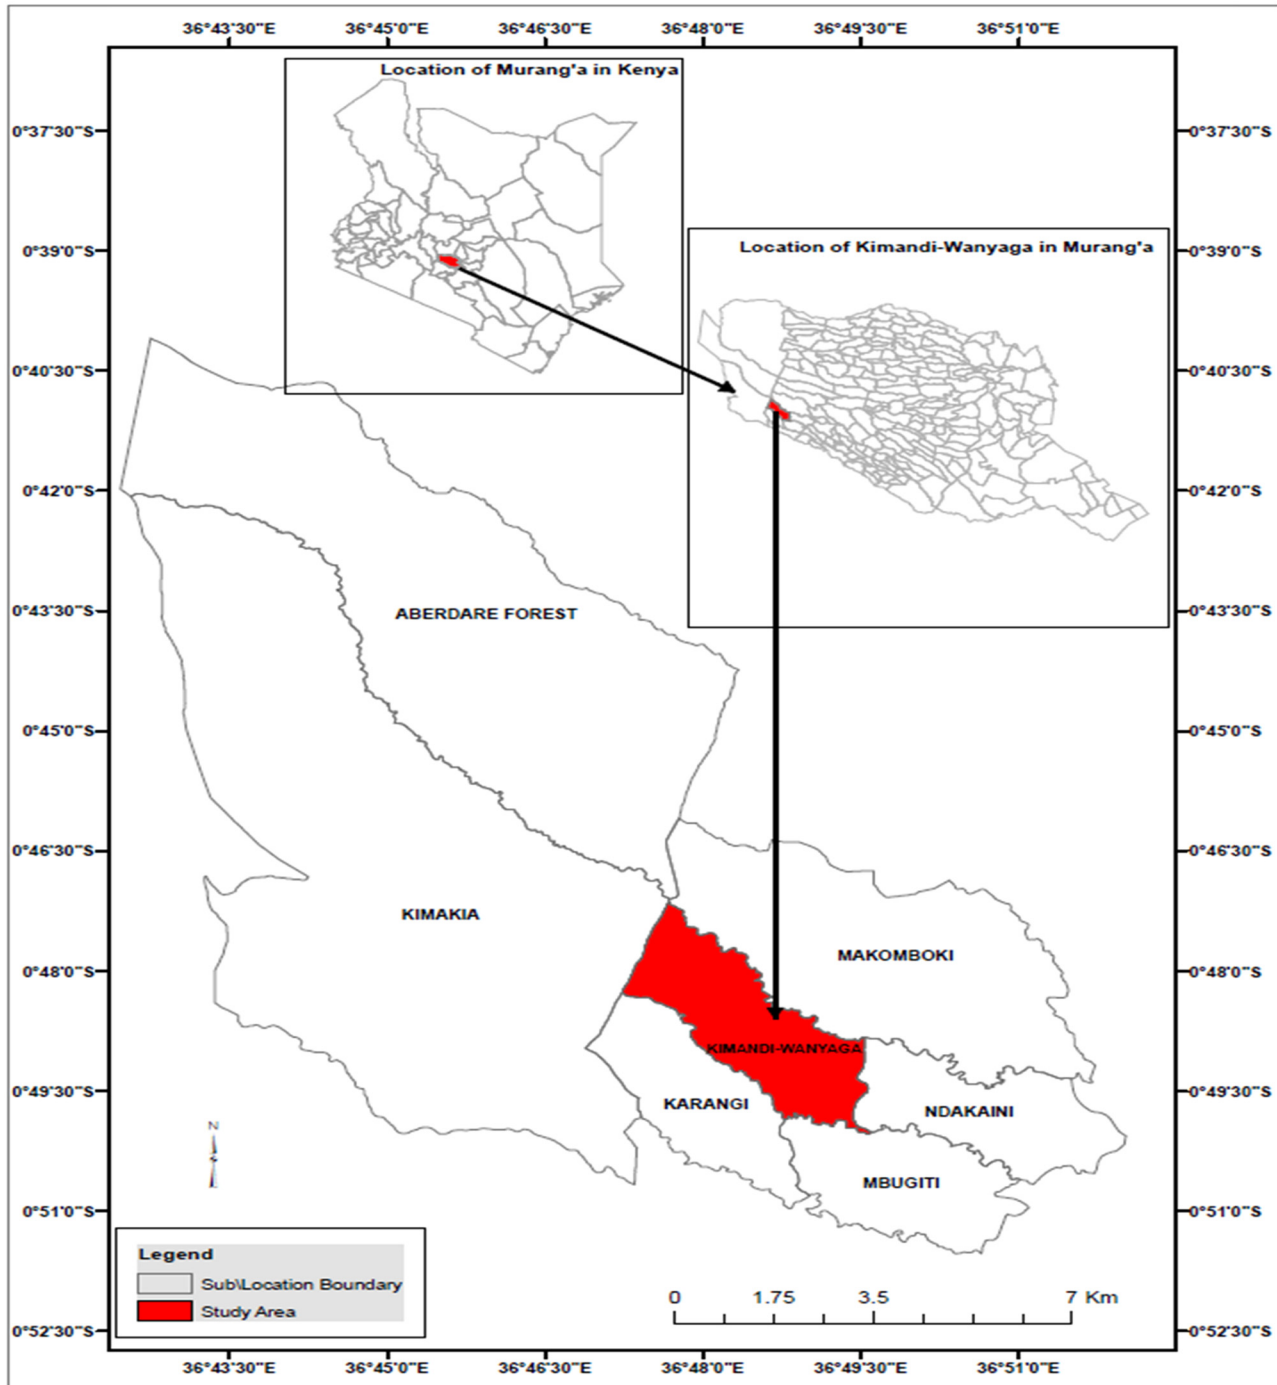 36°43'30"E 36°45'0"E 36°46'30"E 36°48'0"E 36°49'30"E 36°51'0"E
Location of Murang'a in Kenya
0°37'30"S 0°37'30"S
Location of Kimandi-Wanyaga in Murang'a
0°39'0"S 0°39'0"S
0°40'30"S 0°40'30"S
0°42'0"S 0°42'0"S
0°43'30"S 0°43'30"S
ABERDARE FOREST
0°45'0"S 0°45'0"S
0°46'30"S 0°46'30"S
KIMAKIA
MAKOMBOKI
0°48'0"S 0°48'0"S
KIMANDI-WANYAGA
0°49'30"S 0°49'30"S
KARANGI
NDAKAINI
N
MBUGITI
0°51'0"S 0°51'0"S
Legend
Sub\Location Boundary
Study Area
0 1.75 3.5 7 Km
0°52'30"S 0°52'30"S
36°43'30"E 36°45'0"E 36°46'30"E 36°48'0"E 36°49'30"E 36°51'0"E